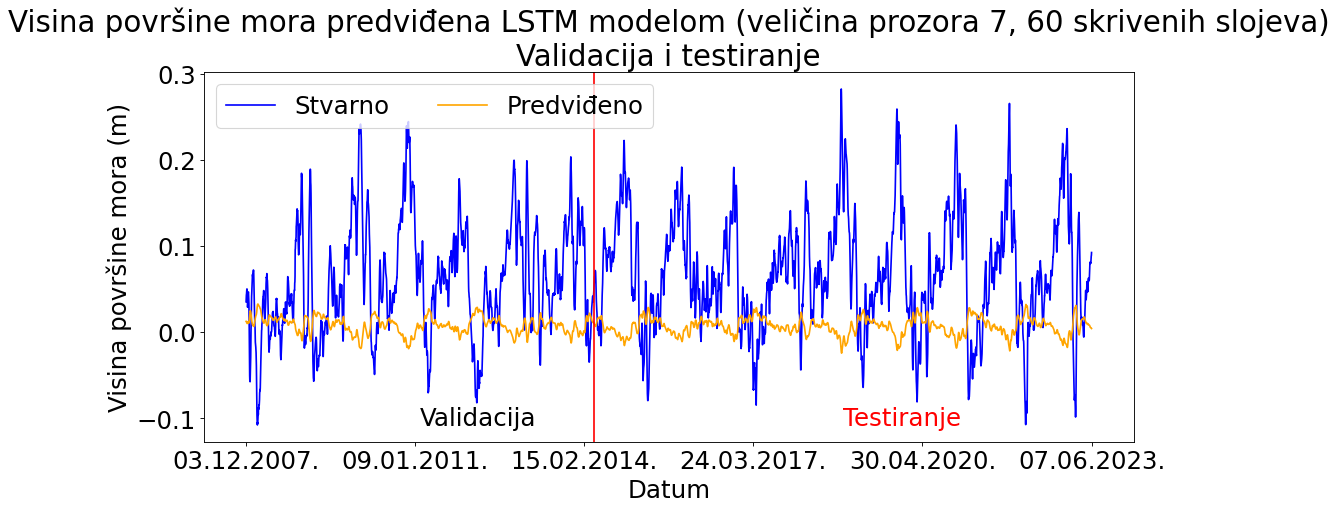 Visina površine mora predviđena LSTM modelom (veličina prozora 7, 60 skrivenih slojeva)
Validacija i testiranje
Stvarno
Predviđeno
Visina površine mora (m)
0.3
0.2
0.1
0.0
−0.1
Validacija
Testiranje
03.12.2007.
09.01.2011.
15.02.2014.
24.03.2017.
30.04.2020.
07.06.2023.
Datum